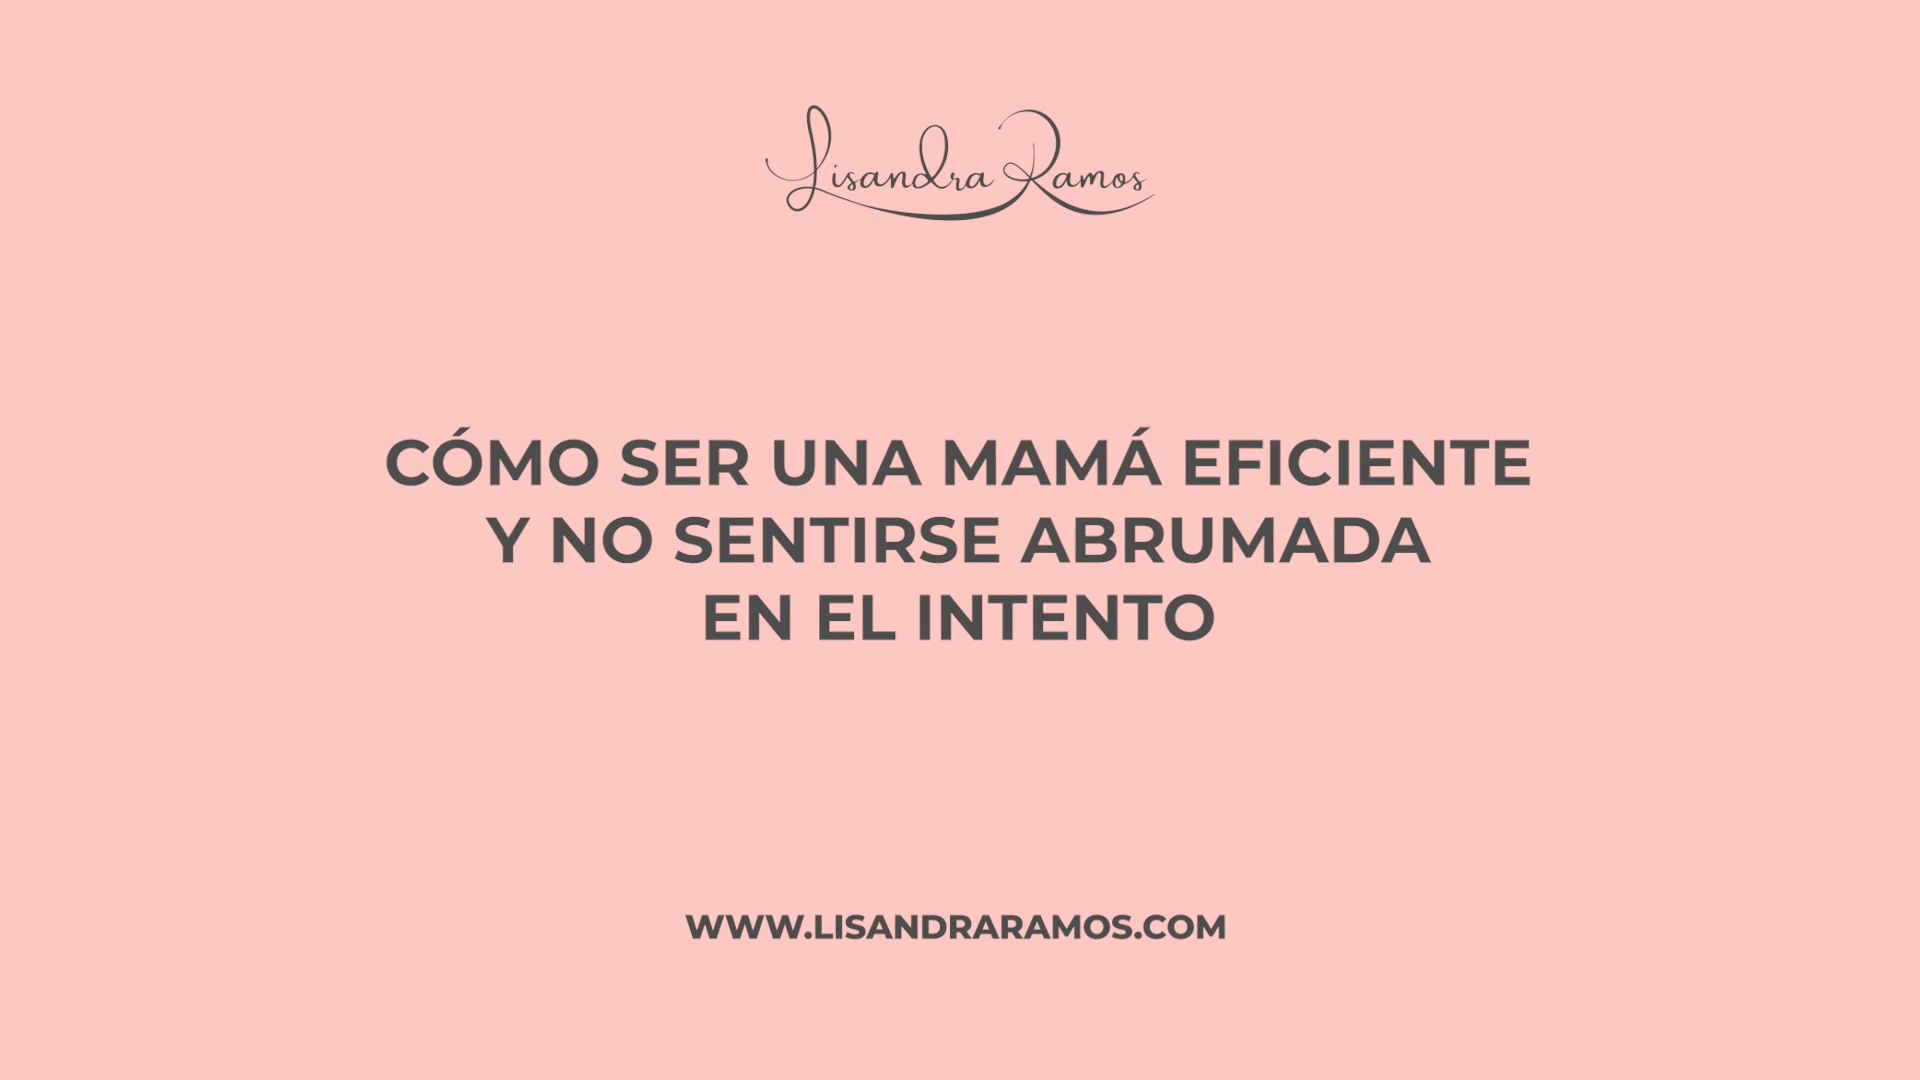 Lisandra Ramos
CÓMO SER UNA MAMÁ EFICIENTE
Y NO SENTIRSE ABRUMADA
EN EL INTENTO
WWW.LISANDRARAMOS.COM